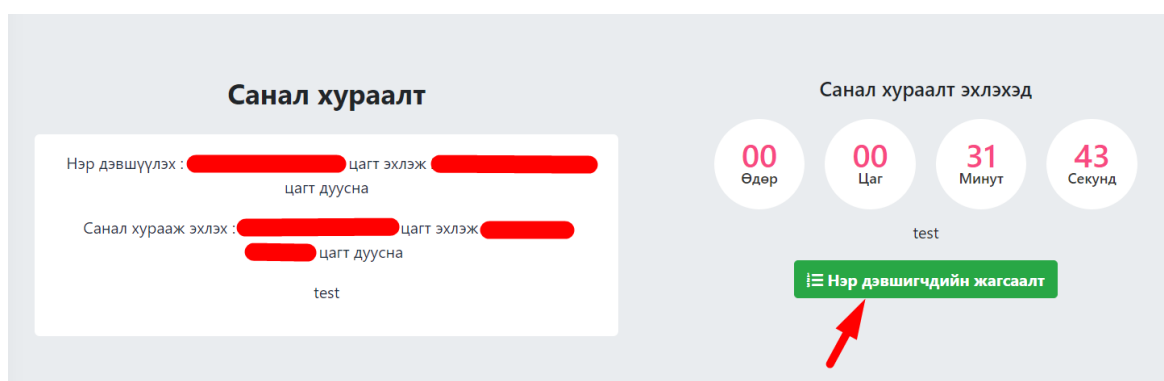 Санал хураалт
Нэр дэвшүүлэх : цагт эхлэж
цагт дуусна
Санал хурааж эхлэх : цагт эхлэж
цагт дуусна
test
Санал хураалт эхлэхэд
00 00 31 43
Өдөр Цаг Минут Секунд
test
Нэр дэвшигчдийн жагсаалт